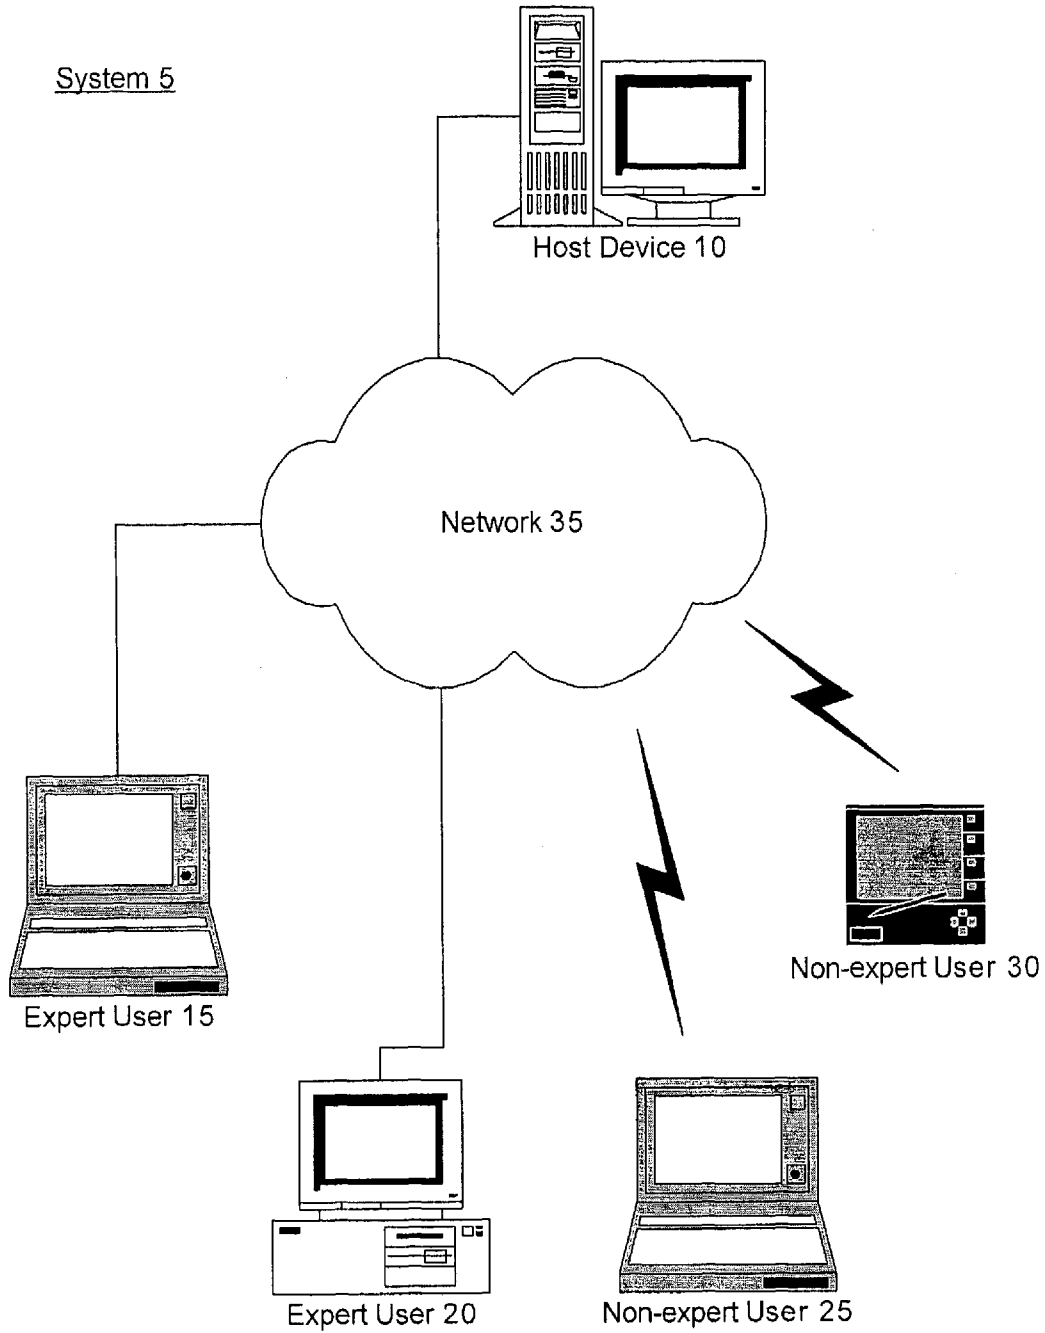 System 5
Host Device 10
Network 35
Non-expert User 30
Expert User 15
Expert User 20
Non-expert User 25